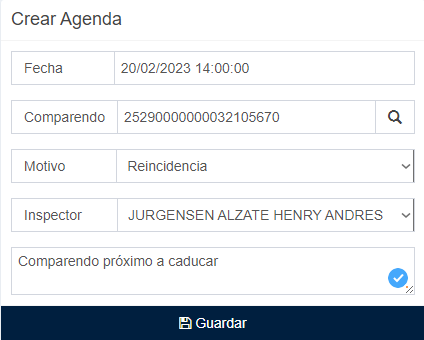 Crear Agenda
Fecha 20/02/2023 14:00:00
Comparendo 25290000000032105670
Motivo Reincidencia
Inspector JURGENSEN ALZATE HENRY ANDRES
Comparendo próximo a caducar
Guardar